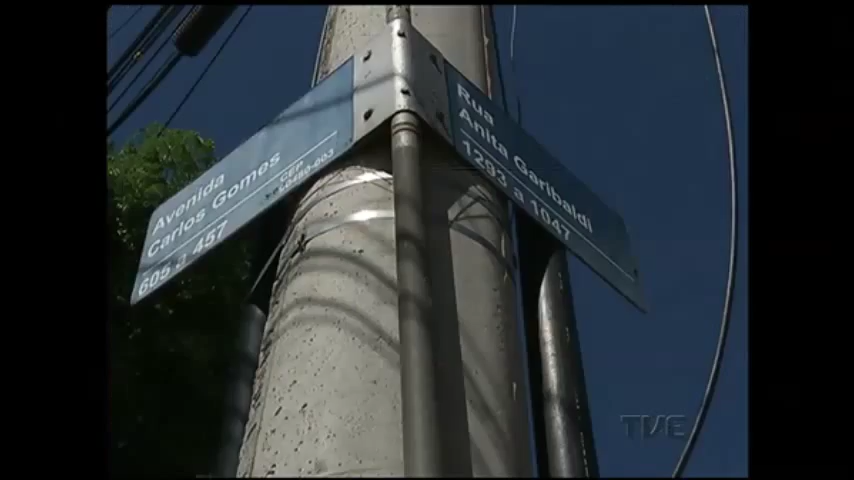 Avenida
Carlos Gomes
CEP
605 a 457
Rua
Anita Garibaldi
1293 a 1047
TVE